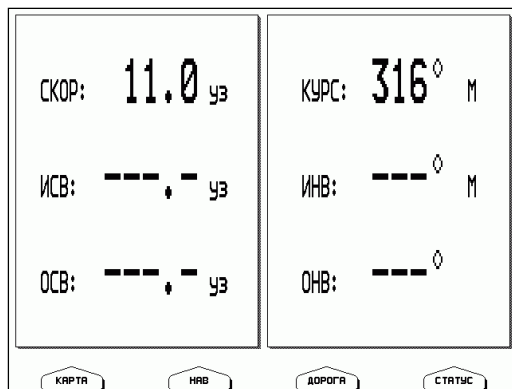 СКОР: 11.0 уз
ИСВ: ---.- уз
ОСВ: ---.- уз
КУРС: 316° М
ИНВ: ---° М
ОНВ: ---°
КАРТА НАВ ДОРОГА СТАТУС